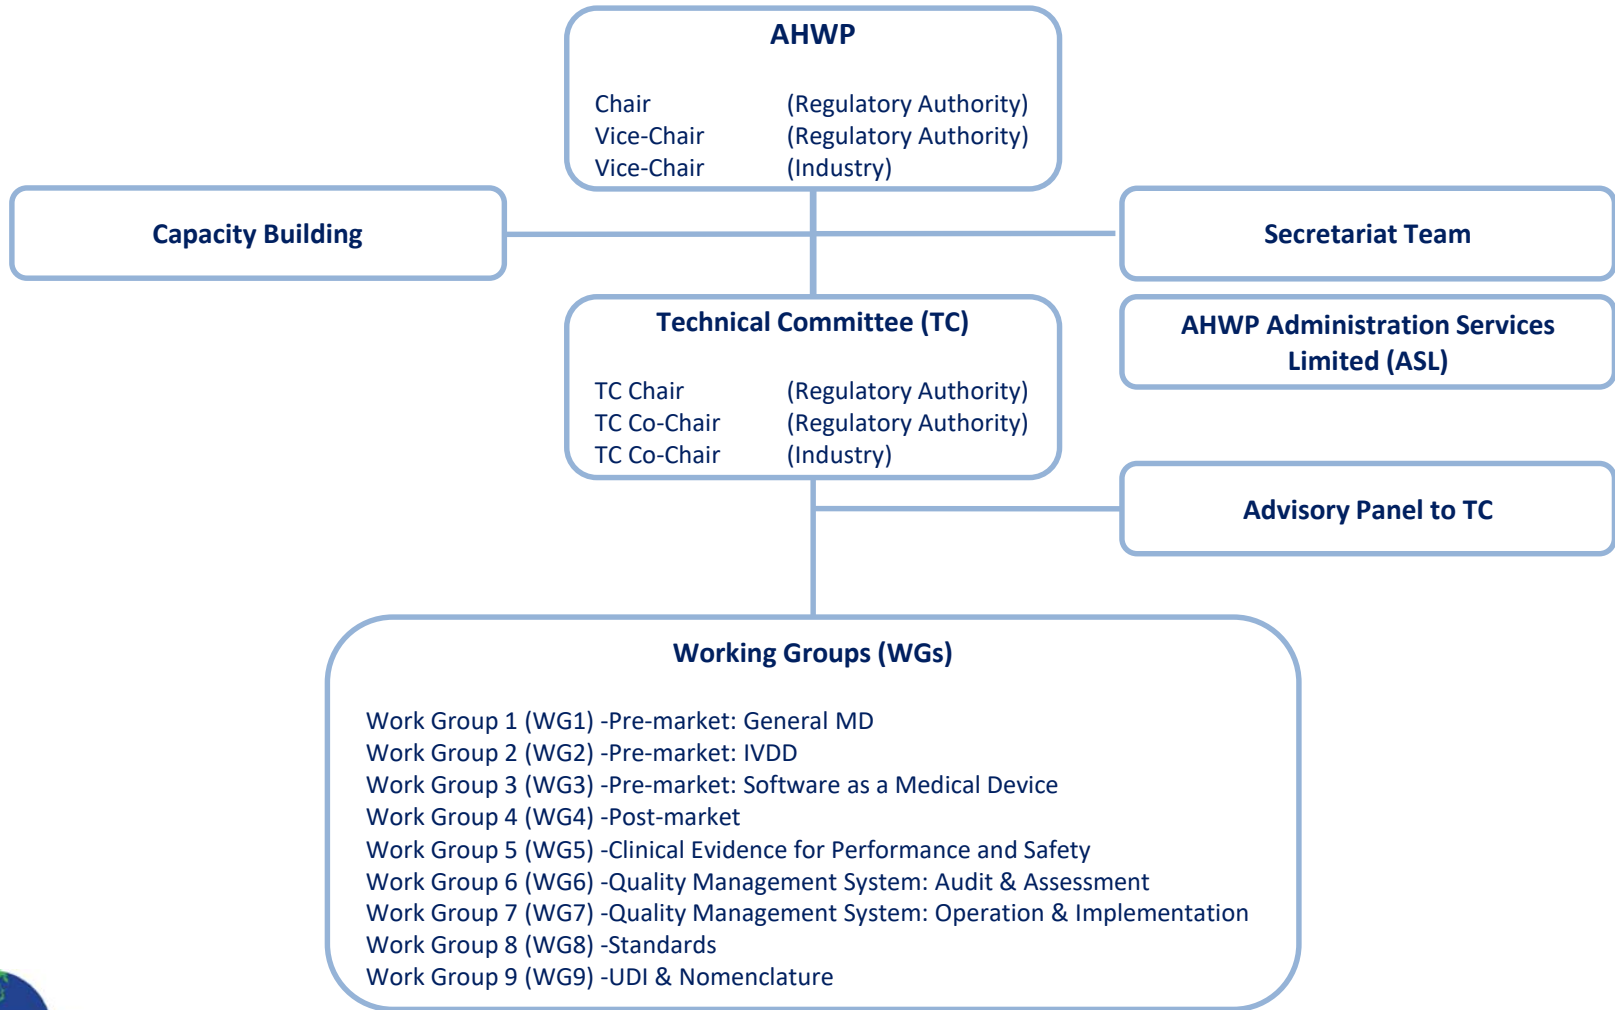 AHWP
Chair (Regulatory Authority)
Vice-Chair (Regulatory Authority)
Vice-Chair (Industry)
Capacity Building
Secretariat Team
Technical Committee (TC)
TC Chair (Regulatory Authority)
TC Co-Chair (Regulatory Authority)
TC Co-Chair (Industry)
AHWP Administration Services
Limited (ASL)
Advisory Panel to TC
Working Groups (WGs)
Work Group 1 (WG1) -Pre-market: General MD
Work Group 2 (WG2) -Pre-market: IVDD
Work Group 3 (WG3) -Pre-market: Software as a Medical Device
Work Group 4 (WG4) -Post-market
Work Group 5 (WG5) -Clinical Evidence for Performance and Safety
Work Group 6 (WG6) -Quality Management System: Audit & Assessment
Work Group 7 (WG7) -Quality Management System: Operation & Implementation
Work Group 8 (WG8) -Standards
Work Group 9 (WG9) -UDI & Nomenclature